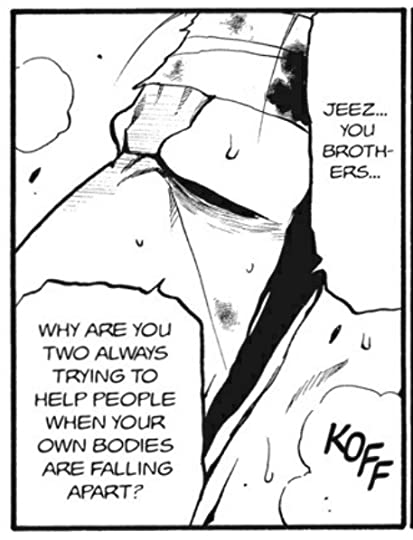 JEEZ...
YOU
BROTH-
ERS...
WHY ARE YOU
TWO ALWAYS
TRYING TO
HELP PEOPLE
WHEN YOUR
OWN BODIES
ARE FALLING
APART?
KOFF